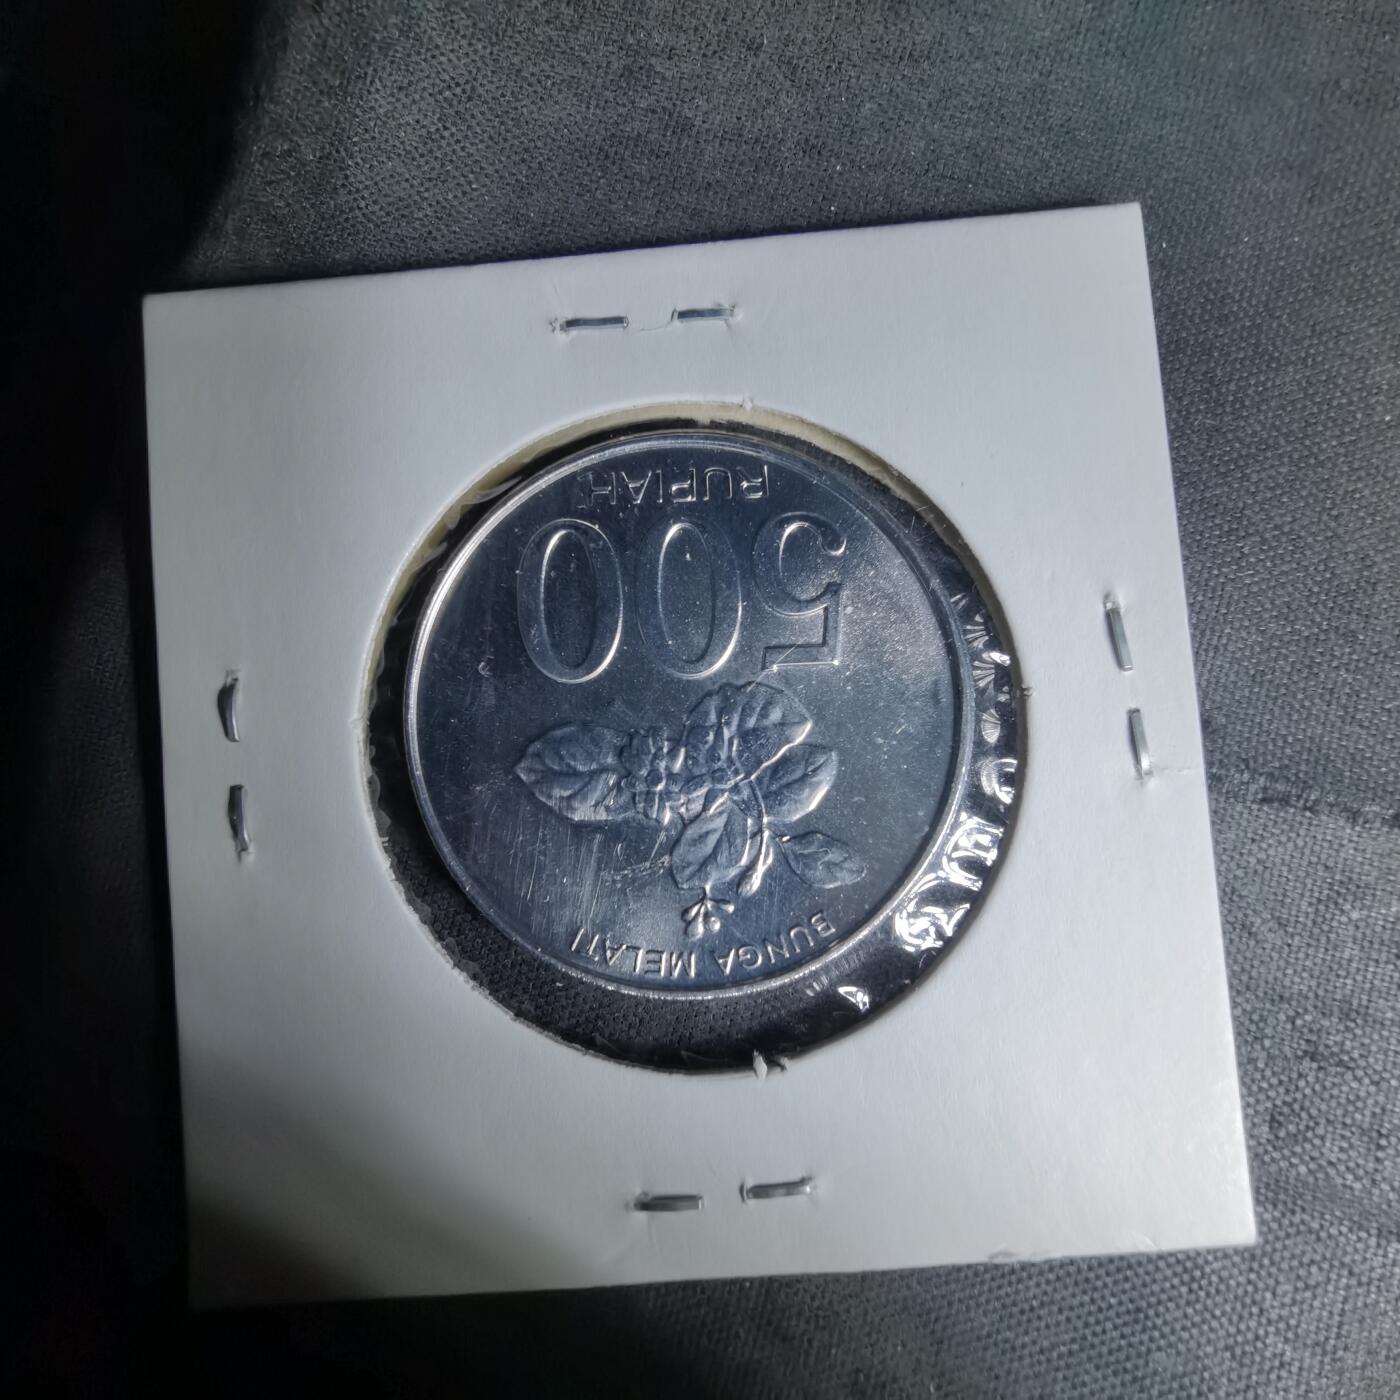 BUNGA MELATI
500
RUPIAH